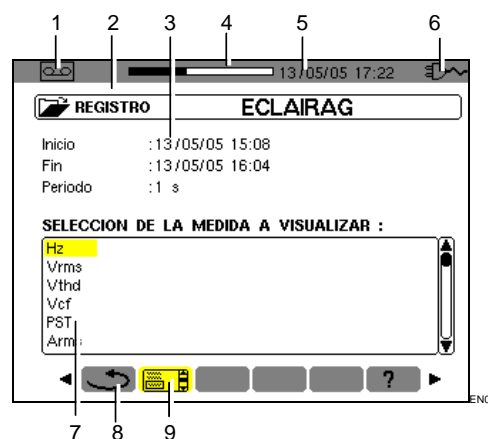 1 2 3 4 5 6
13/05/05 17:22
REGISTRO ECLAIRAG
Inicio :13/05/05 15:08
Fin :13/05/05 16:04
Periodo :1 s
SELECCION DE LA MEDIDA A VISUALIZAR :
Hz
Vrms
Vthd
Vcf
PST
Arms
?
ENG
7 8 9